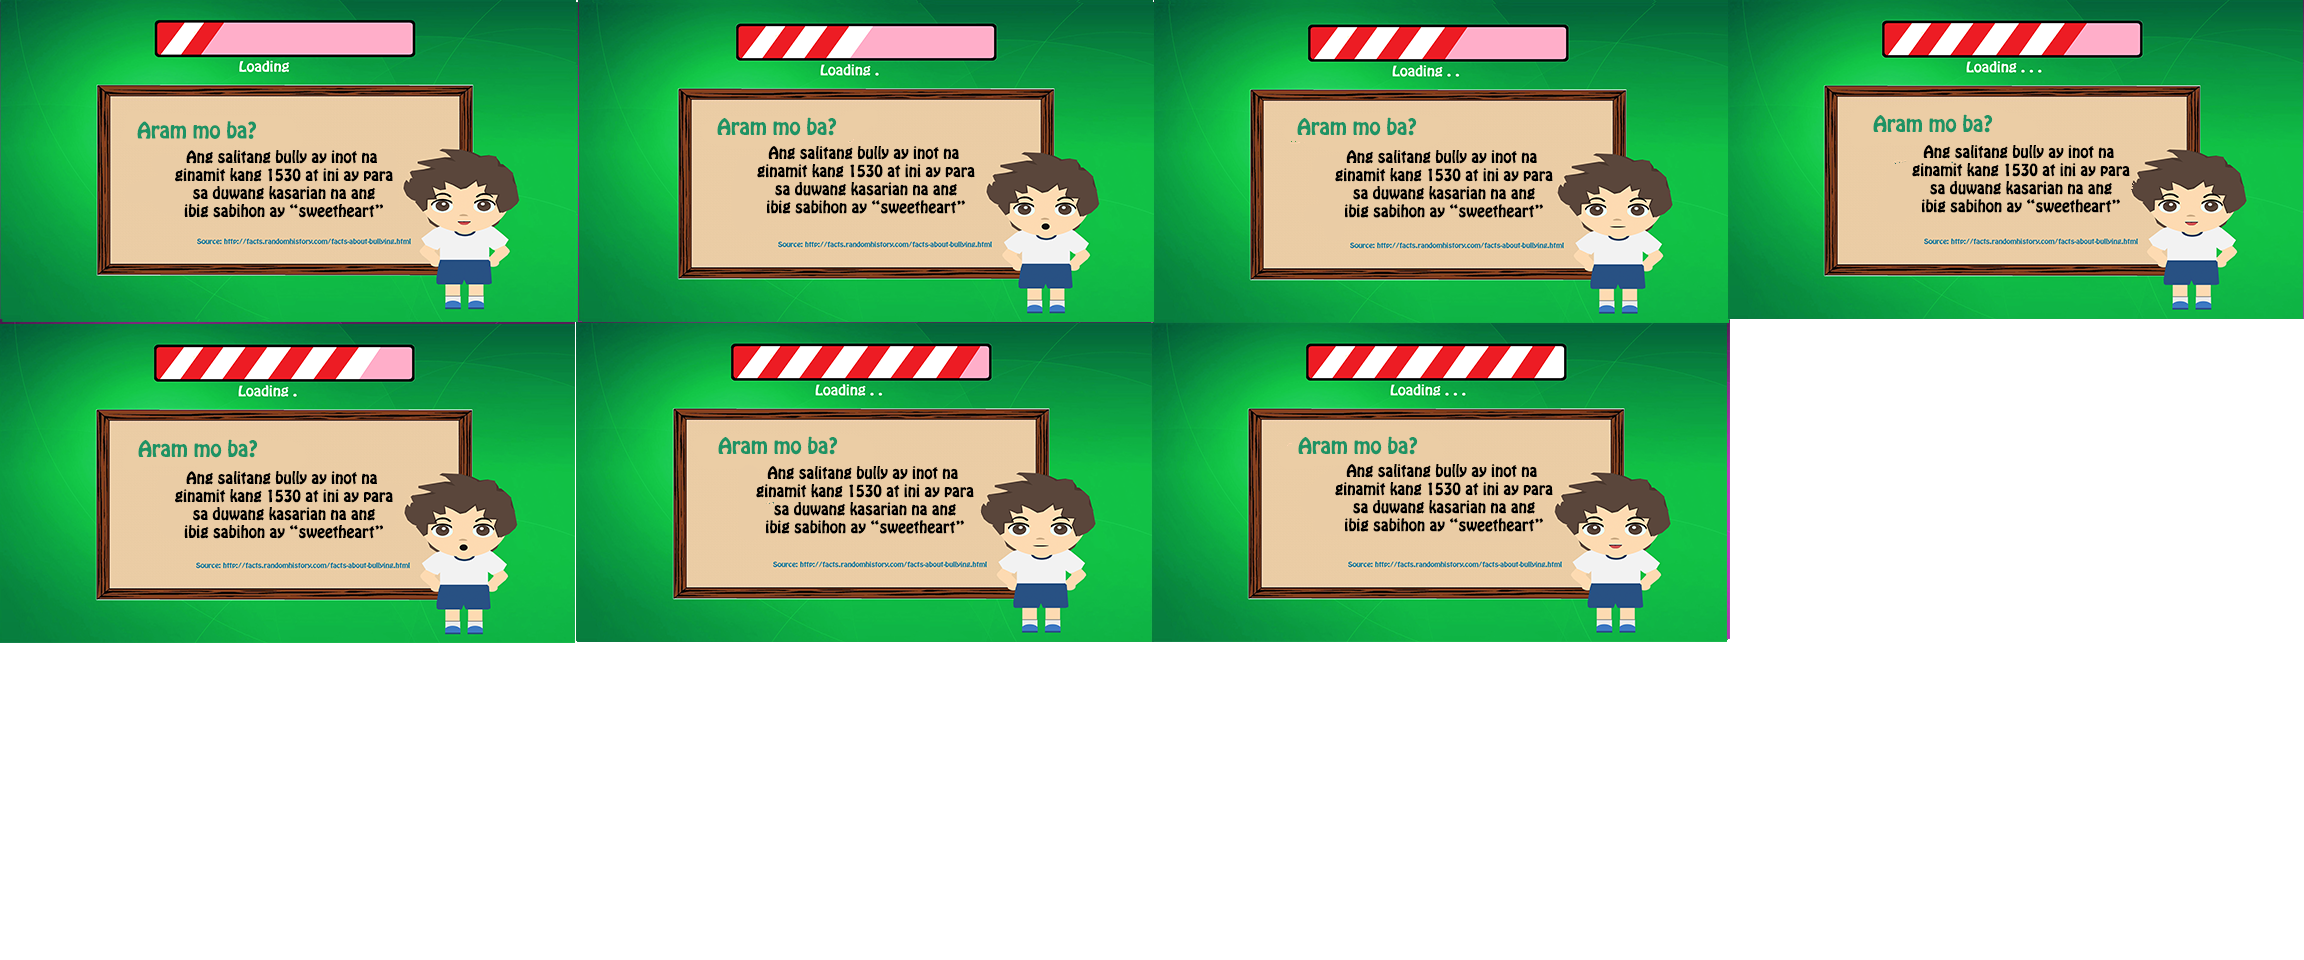 Loading
Aram mo ba?
Ang salitang bully ay inot na
ginamit kang 1530 at ini ay para
sa duwang kasarian na ang
ibig sabihon ay “sweetheart”
Source: http://facts.randomhistory.com/facts-about-bullying.html
Loading .
Aram mo ba?
Ang salitang bully ay inot na
ginamit kang 1530 at ini ay para
sa duwang kasarian na ang
ibig sabihon ay “sweetheart”
Source: http://facts.randomhistory.com/facts-about-bullying.html
Loading . .
Aram mo ba?
Ang salitang bully ay inot na
ginamit kang 1530 at ini ay para
sa duwang kasarian na ang
ibig sabihon ay “sweetheart”
Source: http://facts.randomhistory.com/facts-about-bullying.html
Loading . . .
Aram mo ba?
Ang salitang bully ay inot na
ginamit kang 1530 at ini ay para
sa duwang kasarian na ang
ibig sabihon ay “sweetheart”
Source: http://facts.randomhistory.com/facts-about-bullying.html
Loading .
Aram mo ba?
Ang salitang bully ay inot na
ginamit kang 1530 at ini ay para
sa duwang kasarian na ang
ibig sabihon ay “sweetheart”
Source: http://facts.randomhistory.com/facts-about-bullying.html
Loading . .
Aram mo ba?
Ang salitang bully ay inot na
ginamit kang 1530 at ini ay para
sa duwang kasarian na ang
ibig sabihon ay “sweetheart”
Source: http://facts.randomhistory.com/facts-about-bullying.html
Loading . . .
Aram mo ba?
Ang salitang bully ay inot na
ginamit kang 1530 at ini ay para
sa duwang kasarian na ang
ibig sabihon ay “sweetheart”
Source: http://facts.randomhistory.com/facts-about-bullying.html